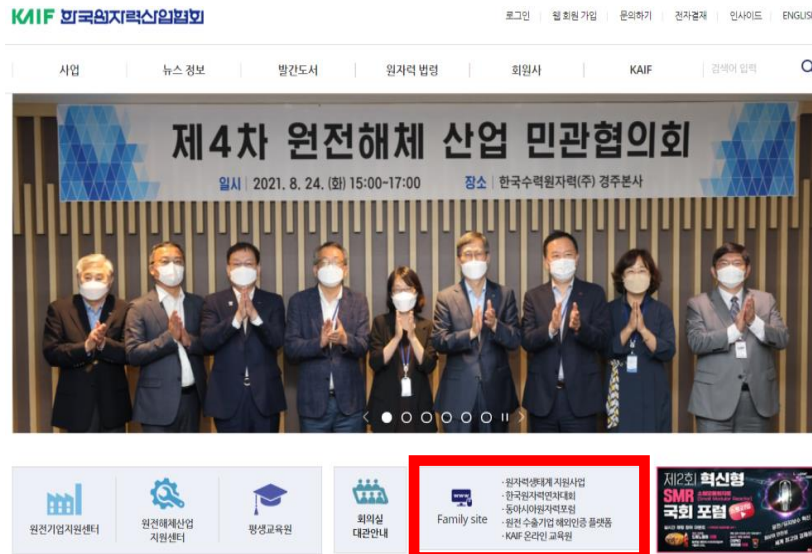 KAIF 한국원자력산업협회
로그인 웹 회원 가입 문의하기 전자결재 인사이드 ENGLISH
사업 뉴스 정보 발간도서 원자력 법령 회원사 KAIF 검색어 입력
제4차 원전해체 산업 민관협의회
일시 2021. 8. 24. (화) 15:00-17:00 장소 한국수력원자력(주) 경주본사
원전기업지원센터
원전해체산업
지원센터
평생교육원
회의실
대관안내
www
Family site
· 원자력생태계 지원사업
· 한국원자력연차대회
· 동아시아원자력포럼
· 원전 수출기업 해외인증 플랫폼
· KAIF 온라인 교육원
제2회 혁신형
SMR
국회 포럼